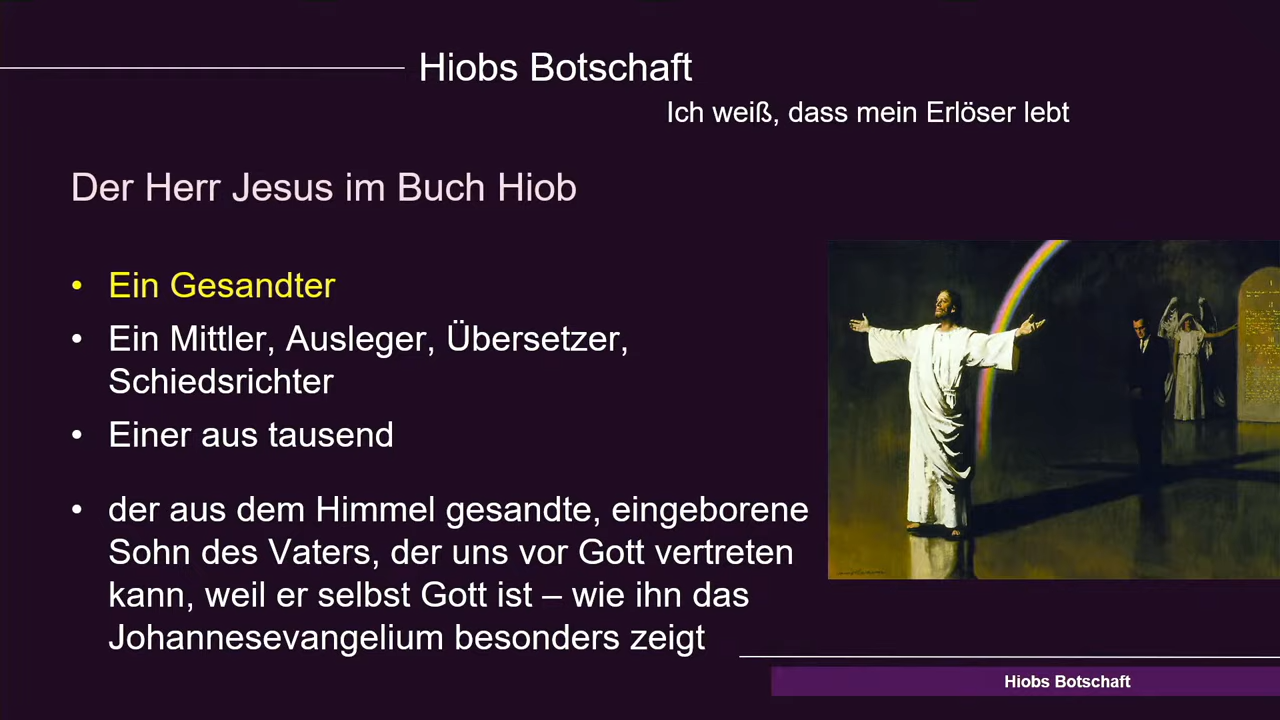 Hiobs Botschaft
Ich weiß, dass mein Erlöser lebt
Der Herr Jesus im Buch Hiob
• Ein Gesandter
• Ein Mittler, Ausleger, Übersetzer,
Schiedsrichter
• Einer aus tausend
• der aus dem Himmel gesandte, eingeborene
Sohn des Vaters, der uns vor Gott vertreten
kann, weil er selbst Gott ist – wie ihn das
Johannesevangelium besonders zeigt
Hiobs Botschaft